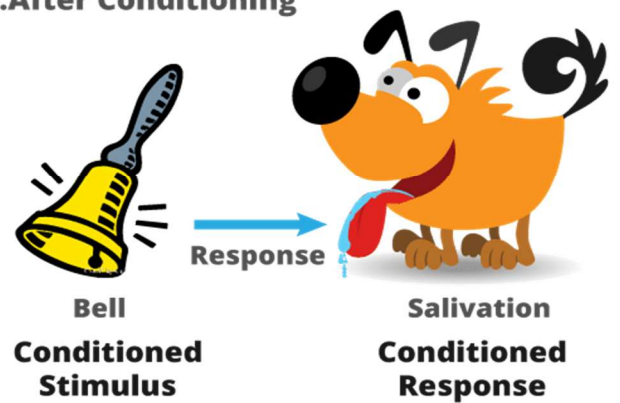 .After Conditioning
Response
Bell
Salivation
Conditioned
Stimulus
Conditioned
Response